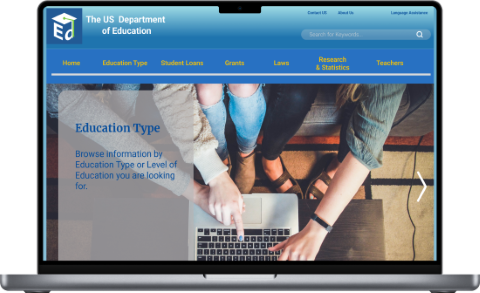 Contact US About Us Language Assistance
The US Department
of Education
Ed
Search for Keywords...
Home Education Type Student Loans Grants Laws Research
& Statistics Teachers
Education Type
Browse information by
Education Type or Level of
Education you are looking
for.